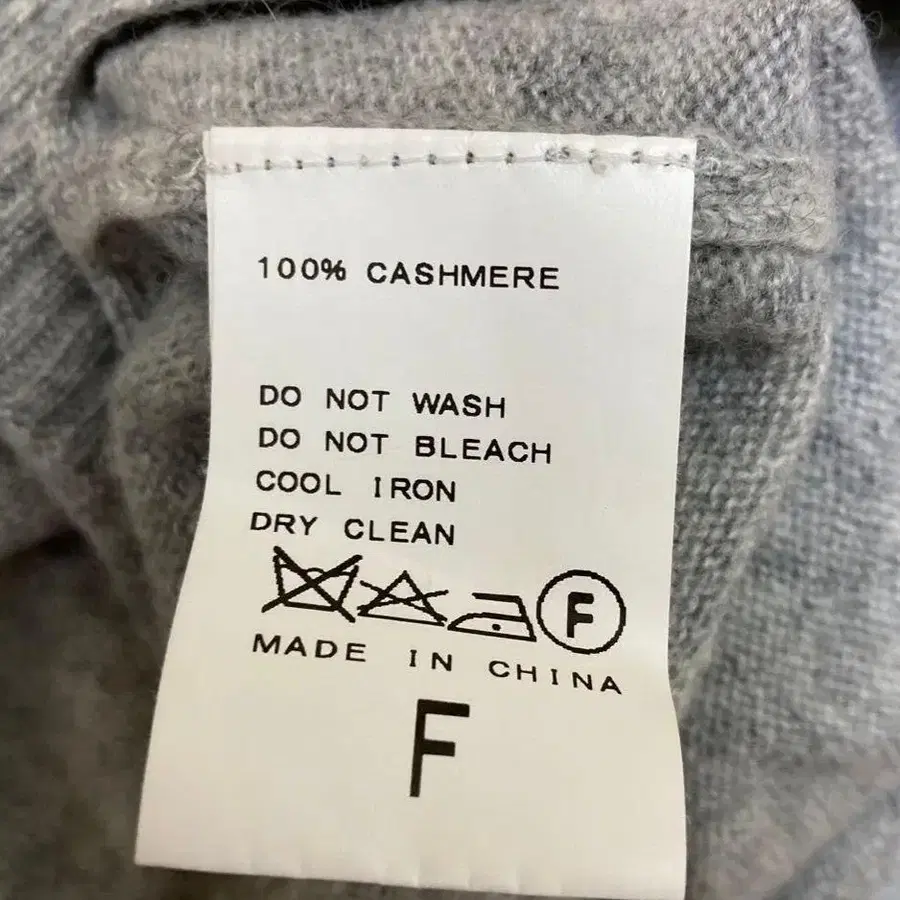 100% CASHMERE
DO NOT WASH
DO NOT BLEACH
COOL IRON
DRY CLEAN
F
MADE IN CHINA
F